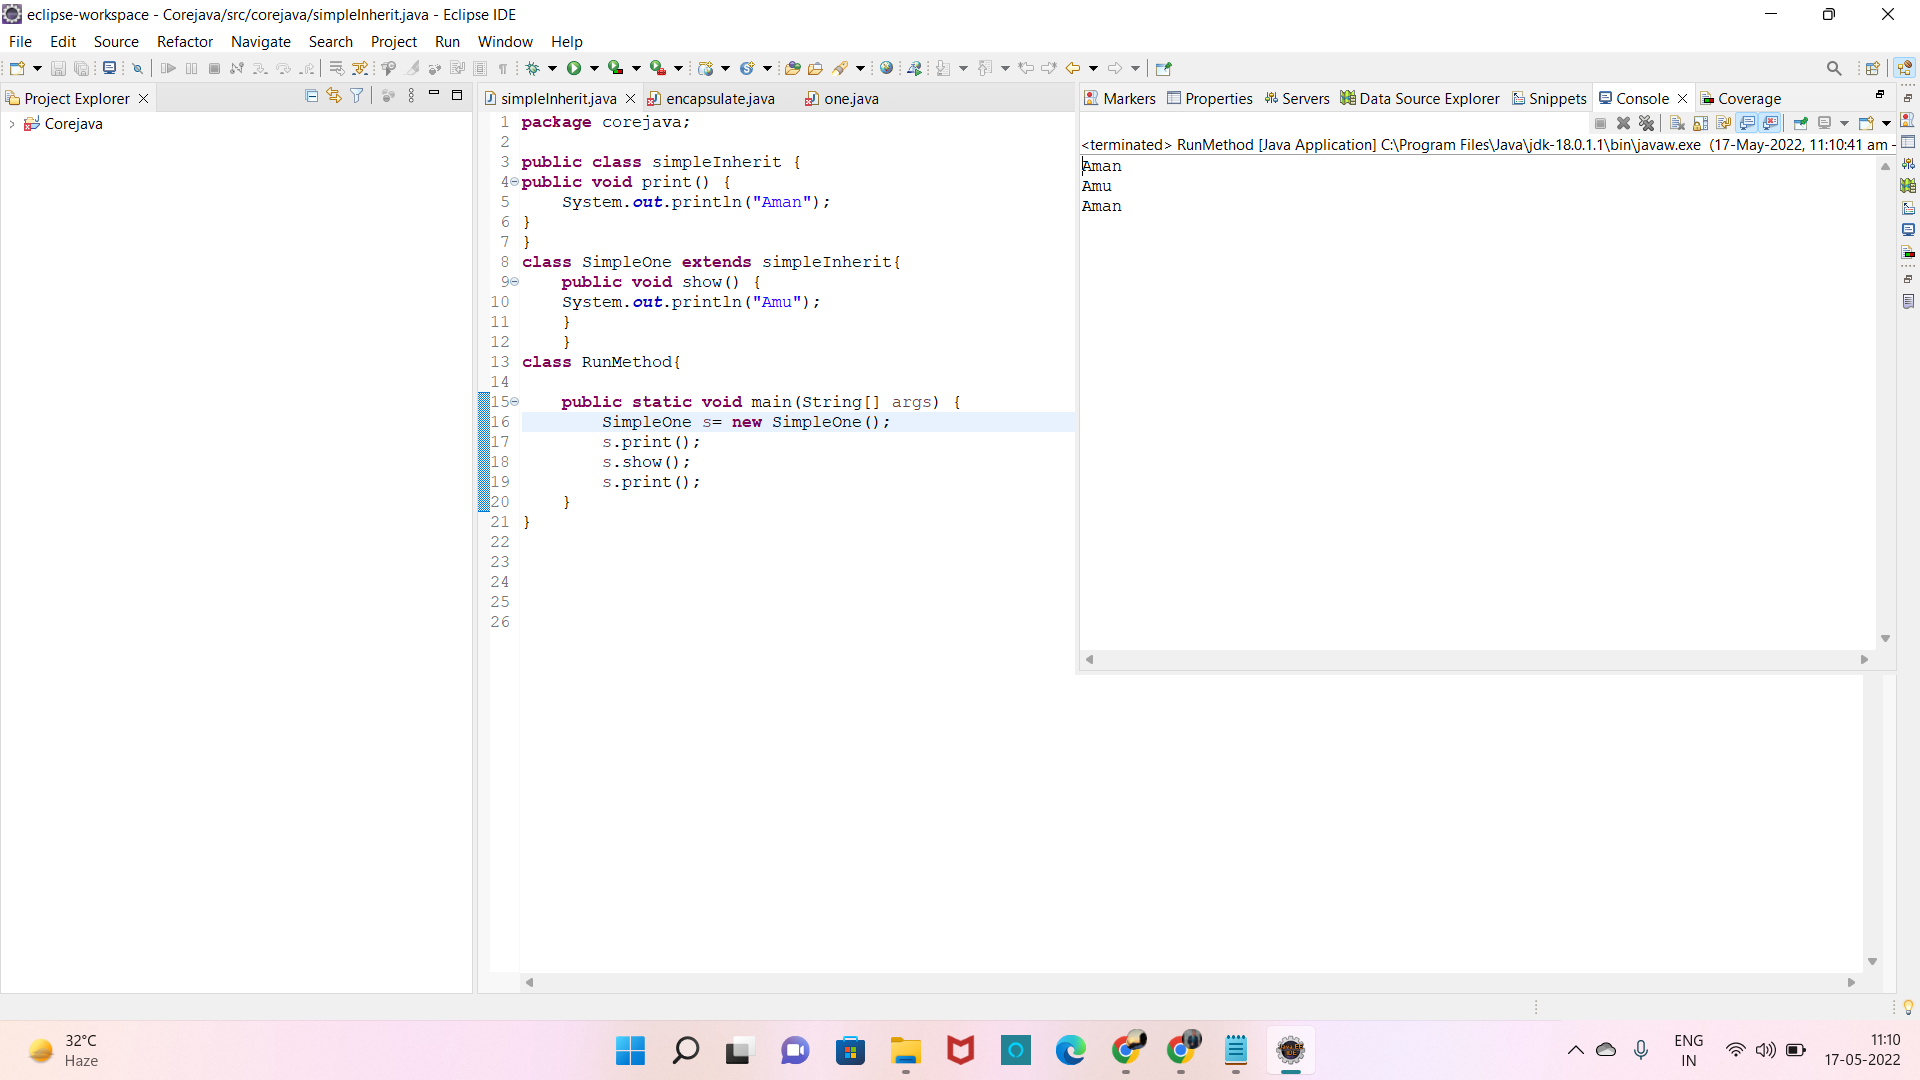 eclipse-workspace - Corejava/src/corejava/simpleInherit.java - Eclipse IDE
File Edit Source Refactor Navigate Search Project Run Window Help
Project Explorer
Corejava
simpleInherit.java encapsulate.java one.java
1 package corejava;
2
3 public class simpleInherit {
4 public void print() {
5 System.out.println("Aman");
6 }
7 }
8 class SimpleOne extends simpleInherit{
9 public void show() {
10 System.out.println("Amu");
11 }
12 }
13 class RunMethod{
14
15 public static void main(String[] args) {
16 SimpleOne s= new SimpleOne();
17 s.print();
18 s.show();
19 s.print();
20 }
21 }
22
23
24
25
26
Markers Properties Servers Data Source Explorer Snippets Console Coverage
<terminated> RunMethod [Java Application] C:\Program Files\Java\jdk-18.0.1.1\bin\javaw.exe (17-May-2022, 11:10:41 am –
Aman
Amu
Aman
32°C
Haze
ENG
IN
11:10
17-05-2022